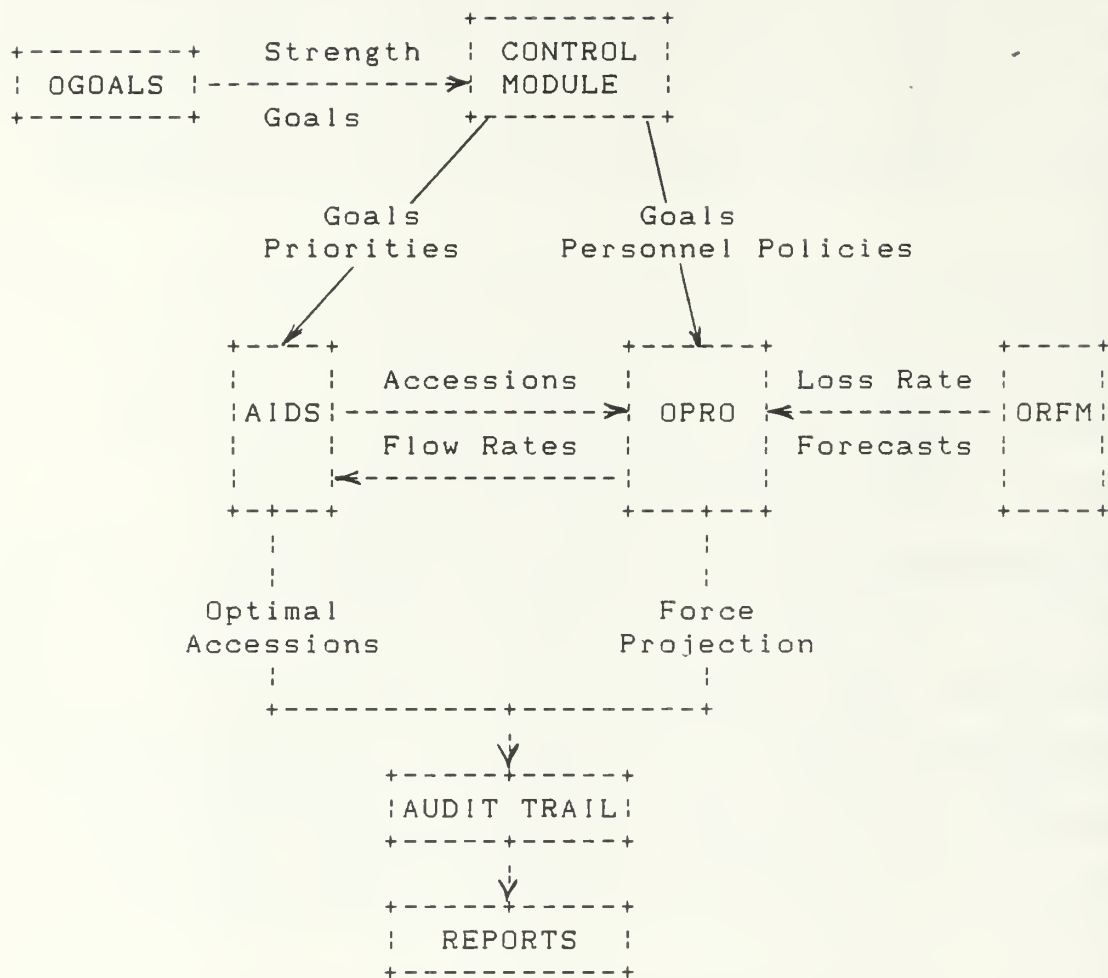 Strength
OGOALS
Goals
CONTROL
MODULE
Goals
Priorities
Goals
Personnel Policies
AIDS
Accessions
Flow Rates
OPRO
Loss Rate
Forecasts
ORFM
Optimal
Accessions
Force
Projection
AUDIT TRAIL
REPORTS